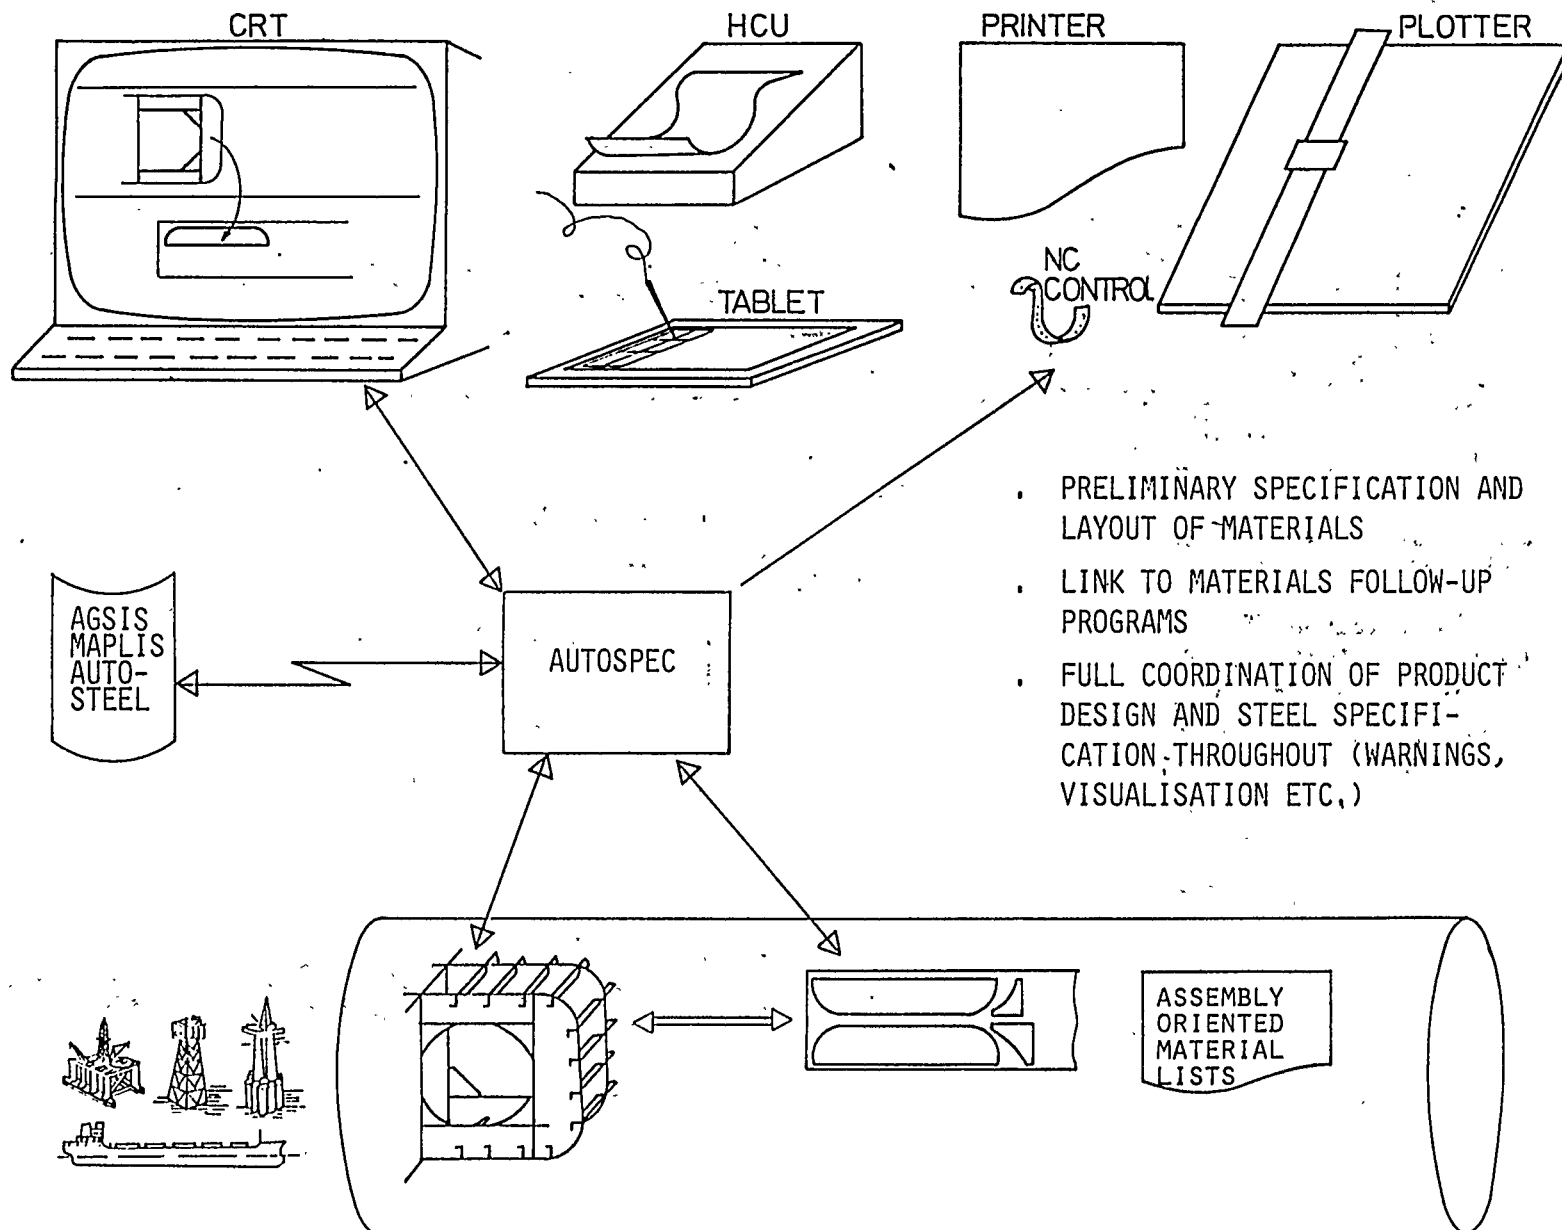 CRT
HCU
PRINTER
PLOTTER
NC
CONTROL
TABLET
. PRELIMINARY SPECIFICATION AND
LAYOUT OF MATERIALS
. LINK TO MATERIALS FOLLOW-UP
PROGRAMS
. FULL COORDINATION OF PRODUCT
DESIGN AND STEEL SPECIFI-
CATION THROUGHOUT (WARNINGS,
VISUALISATION ETC.)
AGSIS
MAPLIS
AUTO-
STEEL
AUTOSPEC
ASSEMBLY
ORIENTED
MATERIAL
LISTS